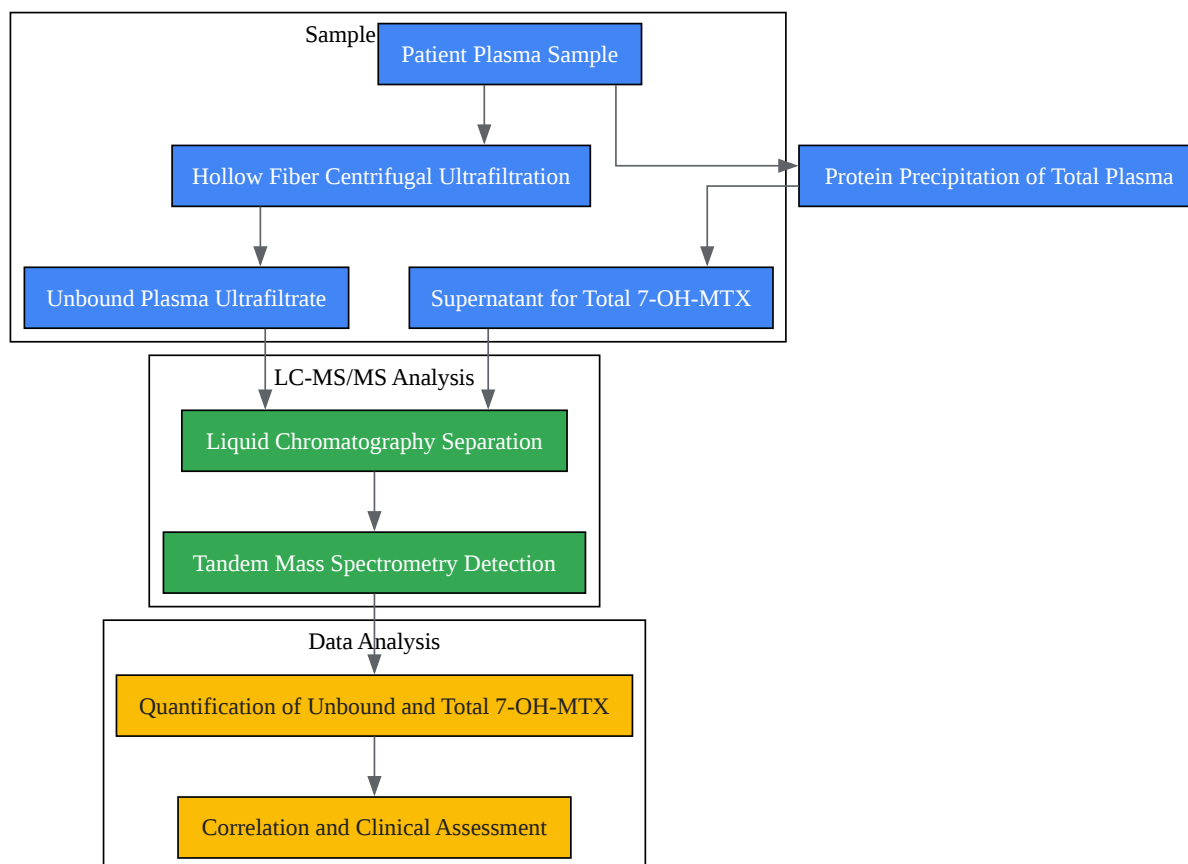 Sample
Patient Plasma Sample
Hollow Fiber Centrifugal Ultrafiltration
Protein Precipitation of Total Plasma
Unbound Plasma Ultrafiltrate
Supernatant for Total 7-OH-MTX
LC-MS/MS Analysis
Liquid Chromatography Separation
Tandem Mass Spectrometry Detection
Data Analysis
Quantification of Unbound and Total 7-OH-MTX
Correlation and Clinical Assessment